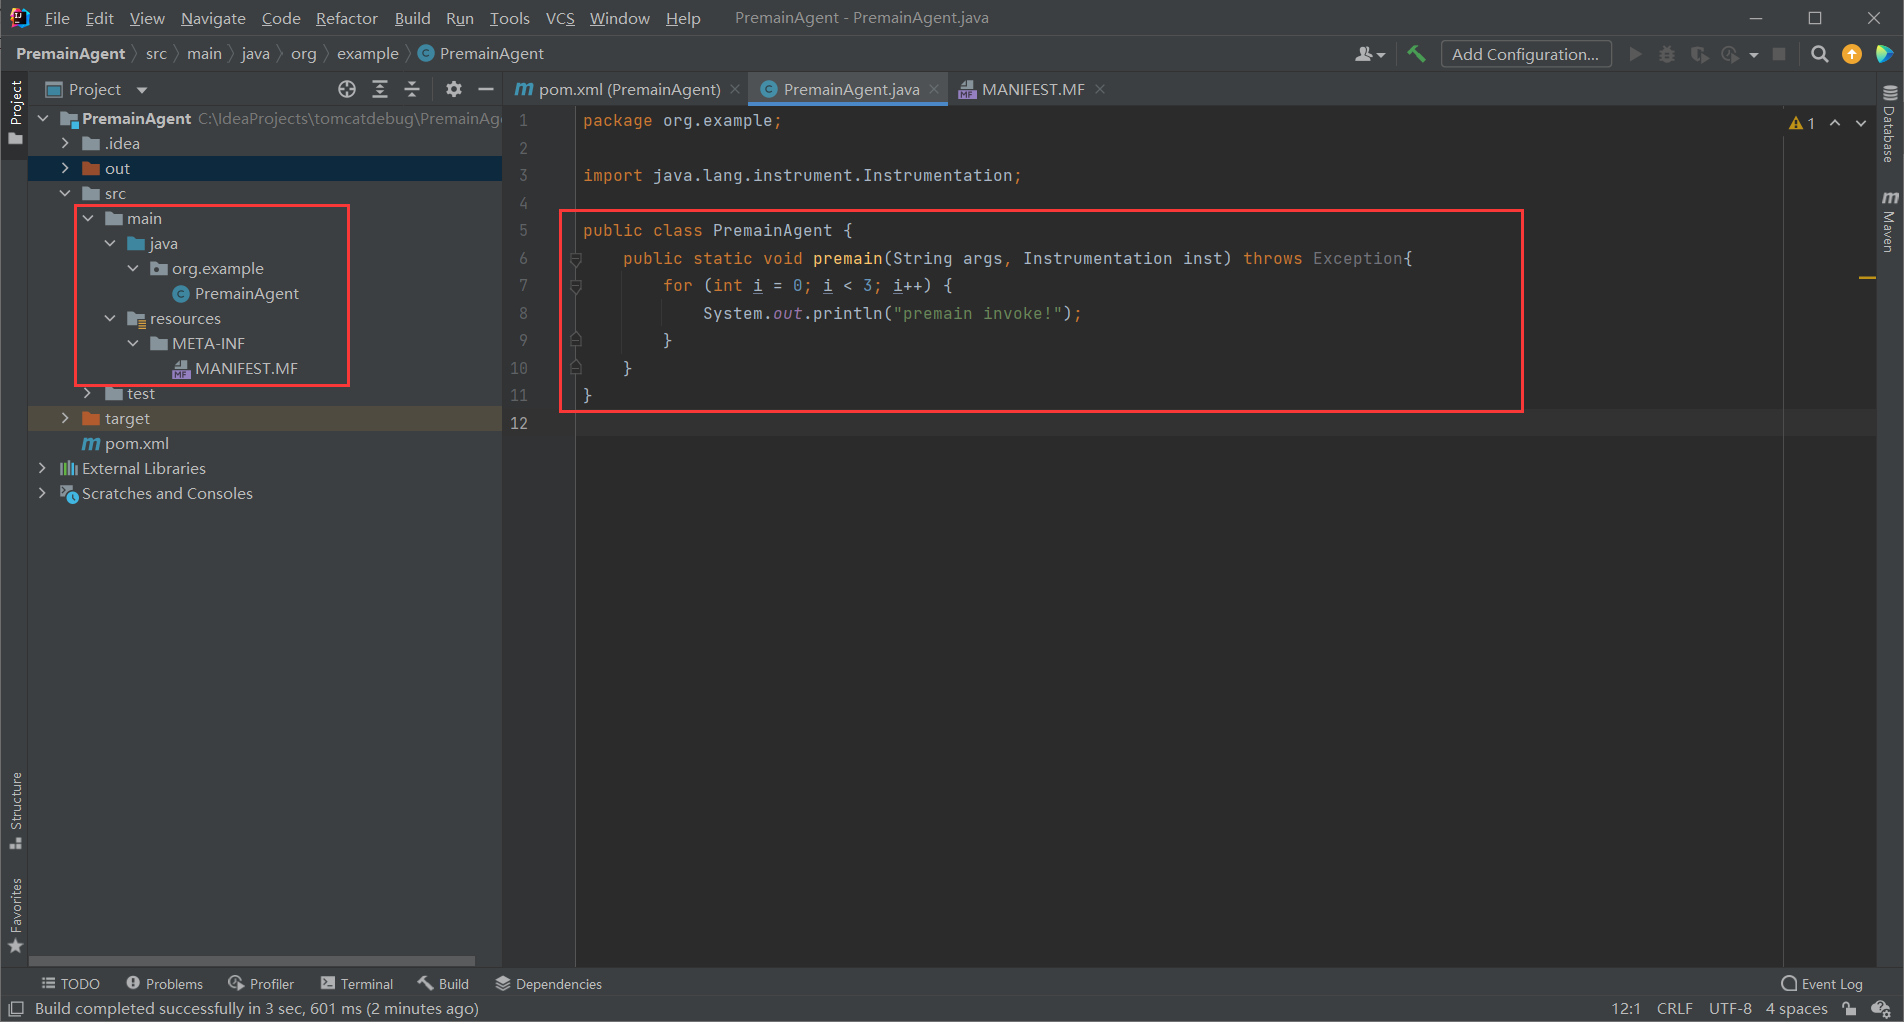 File Edit View Navigate Code Refactor Build Run Tools VCS Window Help PremainAgent - PremainAgent.java
PremainAgent src main java org example PremainAgent
Add Configuration...
Project
Project
pom.xml (PremainAgent)
PremainAgent.java
MANIFEST.MF
PremainAgent C:\IdeaProjects\tomcatdebug\PremainAge
.idea
out
src
main
java
org.example
PremainAgent
resources
META-INF
MANIFEST.MF
test
target
pom.xml
External Libraries
Scratches and Consoles
1 package org.example;
2
3 import java.lang.instrument.Instrumentation;
4
5 public class PremainAgent {
6 public static void premain(String args, Instrumentation inst) throws Exception{
7 for (int i = 0; i < 3; i++) {
8 System.out.println("premain invoke!");
9 }
10 }
11 }
12
1
Database
Maven
Structure
Favorites
TODO Problems Profiler Terminal Build Dependencies Event Log
Build completed successfully in 3 sec, 601 ms (2 minutes ago) 12:1 CRLF UTF-8 4 spaces